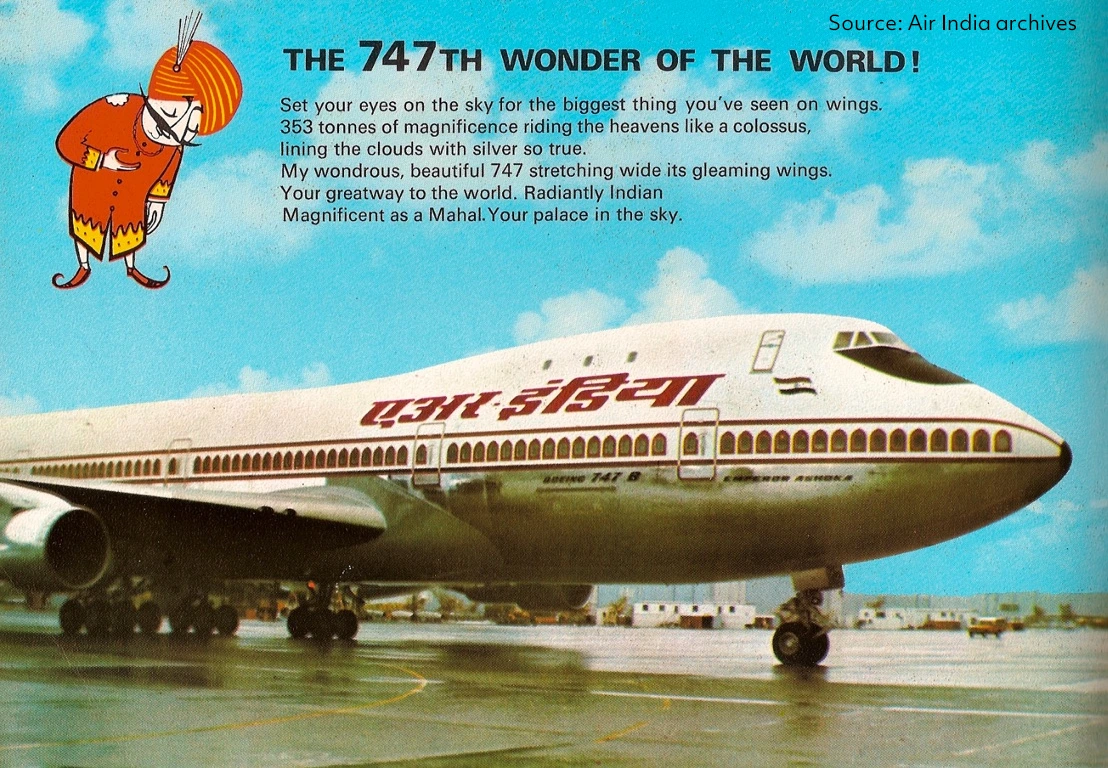 Source: Air India archives
THE 747TH WONDER OF THE WORLD!
Set your eyes on the sky for the biggest thing you've seen on wings.
353 tonnes of magnificence riding the heavens like a colossus,
lining the clouds with silver so true.
My wondrous, beautiful 747 stretching wide its gleaming wings.
Your greatway to the world. Radiantly Indian
Magnificent as a Mahal. Your palace in the sky.
एअर-इंडिया
BOEING 747 B
EMPEROR ASHOKA